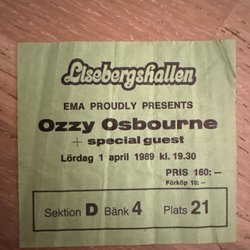 Lisebergshallen
EMA PROUDLY PRESENTS
Ozzy Osbourne
+ special guest
Lördag 1 april 1989 kl. 19.30
PRIS 160:–
Förköp 10:–
Sektion D Bänk 4 Plats 21